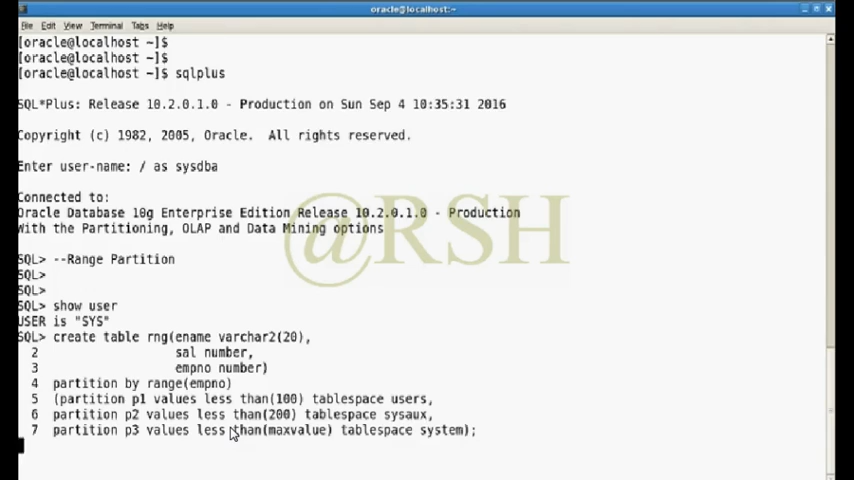 oracle@localhost:~
File Edit View Terminal Tabs Help
[oracle@localhost ~]$
[oracle@localhost ~]$
[oracle@localhost ~]$ sqlplus
SQL*Plus: Release 10.2.0.1.0 - Production on Sun Sep 4 10:35:31 2016
Copyright (c) 1982, 2005, Oracle.  All rights reserved.
Enter user-name: / as sysdba
Connected to:
Oracle Database 10g Enterprise Edition Release 10.2.0.1.0 - Production
With the Partitioning, OLAP and Data Mining options
@RSH
SQL> --Range Partition
SQL>
SQL>
SQL> show user
USER is "SYS"
SQL> create table rng(ename varchar2(20),
2 sal number,
3 empno number)
4 partition by range(empno)
5 (partition p1 values less than(100) tablespace users,
6 partition p2 values less than(200) tablespace sysaux,
7 partition p3 values less than(maxvalue) tablespace system);